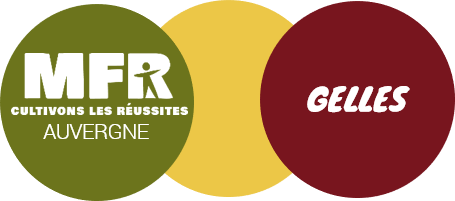 MFR
CULTIVONS LES RÉUSSITES
AUVERGNE
GELLES